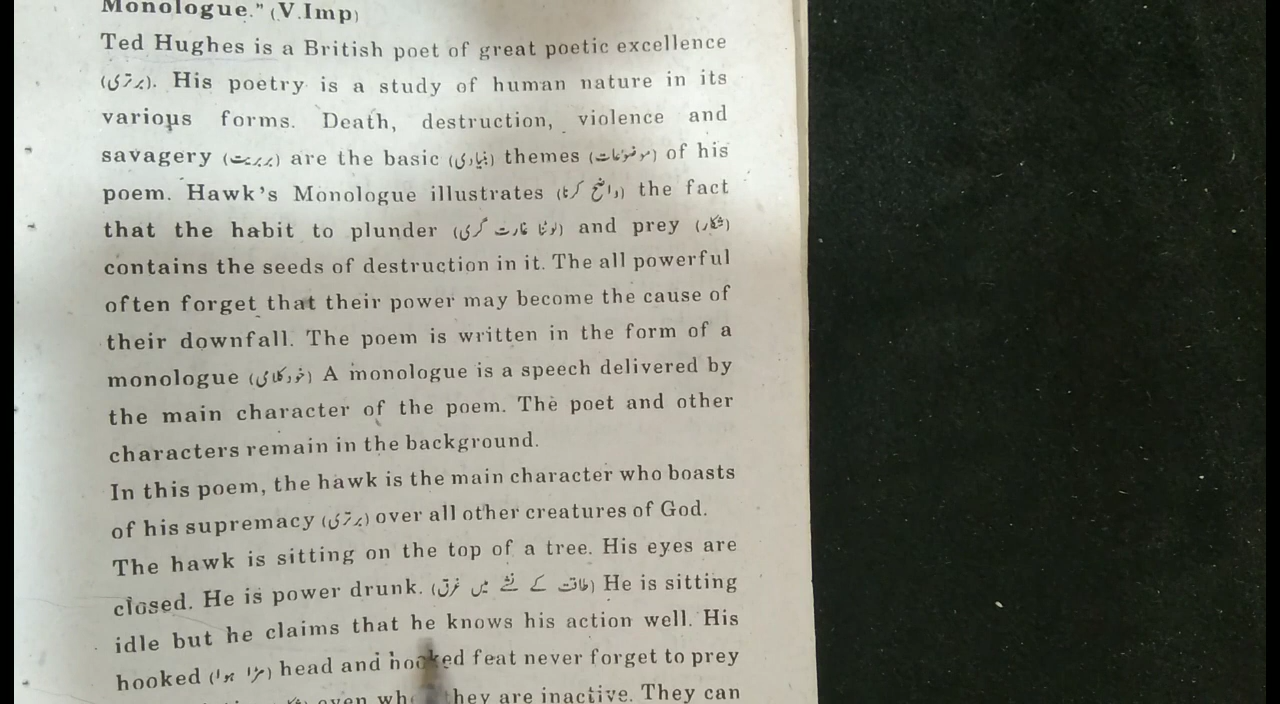 Monologue." (V.Imp)
Ted Hughes is a British poet of great poetic excellence
(برتری). His poetry is a study of human nature in its
various forms. Death, destruction, violence and
savagery (بربریت) are the basic (بنیادی) themes (موضوعات) of his
poem. Hawk's Monologue illustrates (واضح کرنا) the fact
that the habit to plunder (لوٹنا غارت گری) and prey (شکار)
contains the seeds of destruction in it. The all powerful
often forget that their power may become the cause of
their downfall. The poem is written in the form of a
monologue (خودکلامی) A monologue is a speech delivered by
the main character of the poem. The poet and other
characters remain in the background.
In this poem, the hawk is the main character who boasts
of his supremacy (برتری) over all other creatures of God.
The hawk is sitting on the top of a tree. His eyes are
closed. He is power drunk. (طاقت کے نشے میں غرق) He is sitting
idle but he claims that he knows his action well. His
hooked (مڑا ہوا) head and hooked feat never forget to prey
even they are inactive. They can